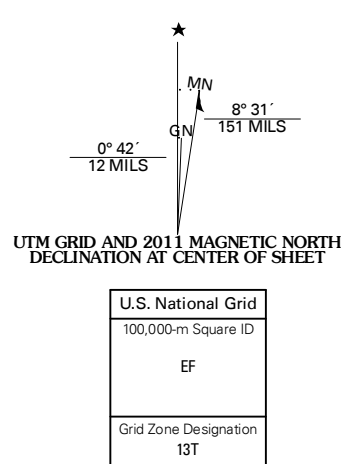 MN
8° 31´
151 MILS
GN
0° 42´
12 MILS
UTM GRID AND 2011 MAGNETIC NORTH
DECLINATION AT CENTER OF SHEET
U.S. National Grid
100,000-m Square ID
EF
Grid Zone Designation
13T